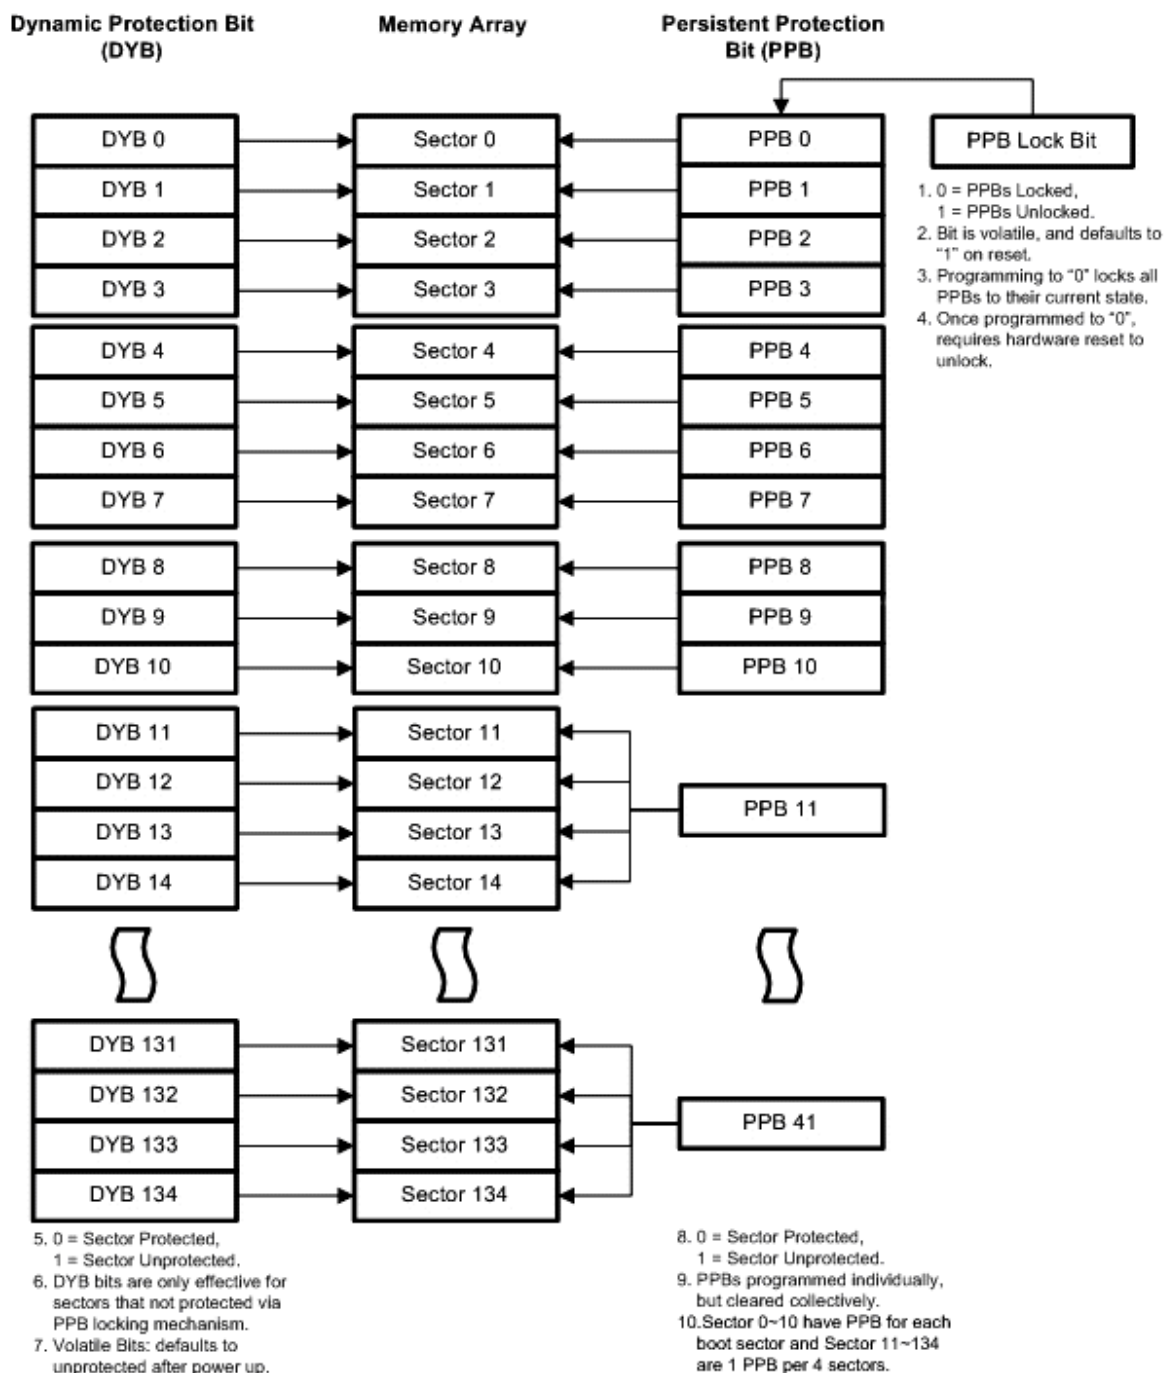 Dynamic Protection Bit
(DYB)
Memory Array
Persistent Protection
Bit (PPB)
DYB 0
Sector 0
PPB 0
PPB Lock Bit
DYB 1
Sector 1
PPB 1
DYB 2
Sector 2
PPB 2
DYB 3
Sector 3
PPB 3
1. 0 = PPBs Locked,
1 = PPBs Unlocked.
2. Bit is volatile, and defaults to
“1” on reset.
3. Programming to “0” locks all
PPBs to their current state.
4. Once programmed to “0”,
requires hardware reset to
unlock.
DYB 4
Sector 4
PPB 4
DYB 5
Sector 5
PPB 5
DYB 6
Sector 6
PPB 6
DYB 7
Sector 7
PPB 7
DYB 8
Sector 8
PPB 8
DYB 9
Sector 9
PPB 9
DYB 10
Sector 10
PPB 10
DYB 11
Sector 11
DYB 12
Sector 12
PPB 11
DYB 13
Sector 13
DYB 14
Sector 14
DYB 131
Sector 131
DYB 132
Sector 132
PPB 41
DYB 133
Sector 133
DYB 134
Sector 134
5. 0 = Sector Protected,
1 = Sector Unprotected.
6. DYB bits are only effective for
sectors that not protected via
PPB locking mechanism.
7. Volatile Bits: defaults to
unprotected after power up.
8. 0 = Sector Protected,
1 = Sector Unprotected.
9. PPBs programmed individually,
but cleared collectively.
10.Sector 0~10 have PPB for each
boot sector and Sector 11~134
are 1 PPB per 4 sectors.